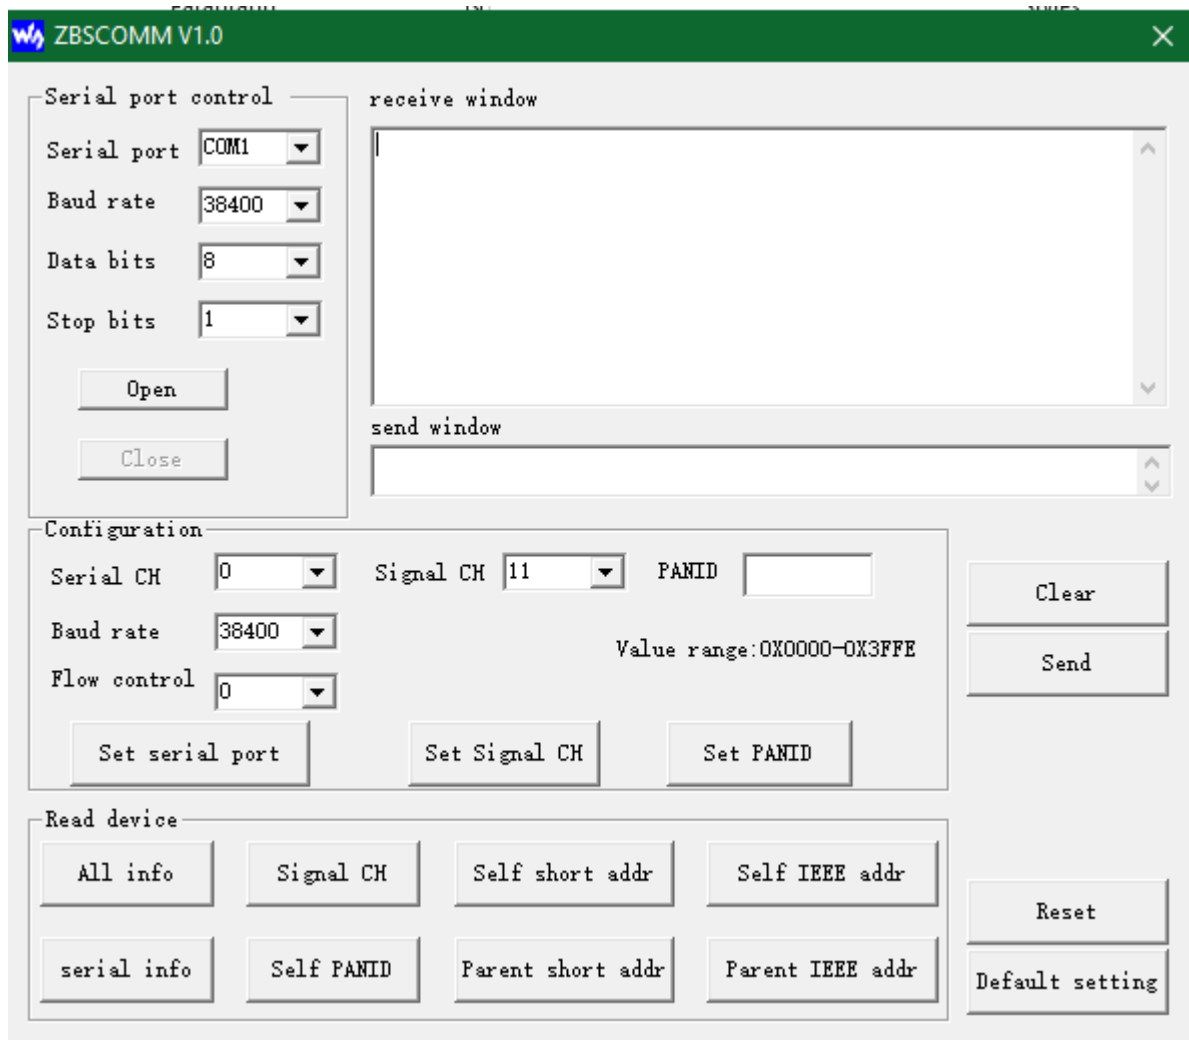 ZBSCOMM V1.0
Serial port control
Serial port COM1
Baud rate 38400
Data bits 8
Stop bits 1
Open
Close
receive window
send window
Configuration
Serial CH 0
Signal CH 11
PANID
Baud rate 38400
Value range:0X0000-0X3FFE
Flow control 0
Set serial port
Set Signal CH
Set PANID
Clear
Send
Read device
All info
Signal CH
Self short addr
Self IEEE addr
serial info
Self PANID
Parent short addr
Parent IEEE addr
Reset
Default setting